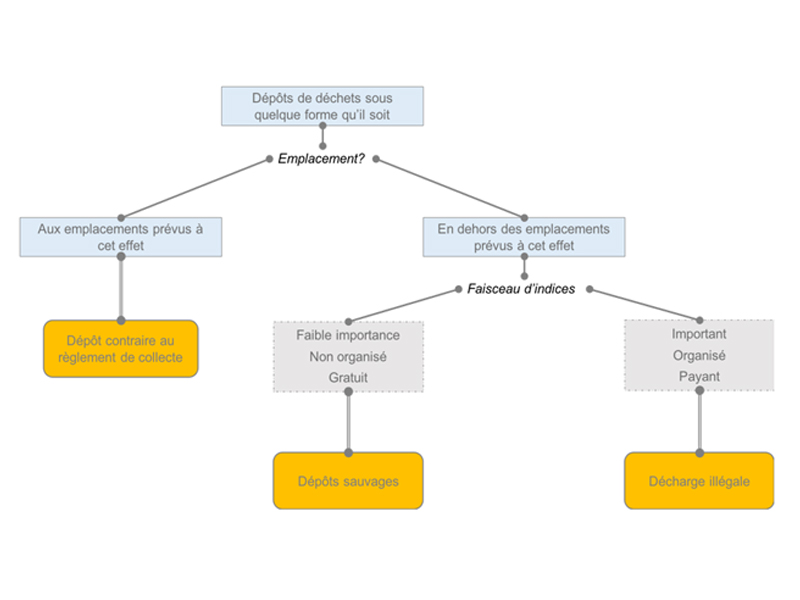 Dépôts de déchets sous
quelque forme qu'il soit
Emplacement?
Aux emplacements prévus à
cet effet
En dehors des emplacements
prévus à cet effet
Faisceau d'indices
Dépôt contraire au
règlement de collecte
Faible importance
Non organisé
Gratuit
Important
Organisé
Payant
Dépôts sauvages
Décharge illégale